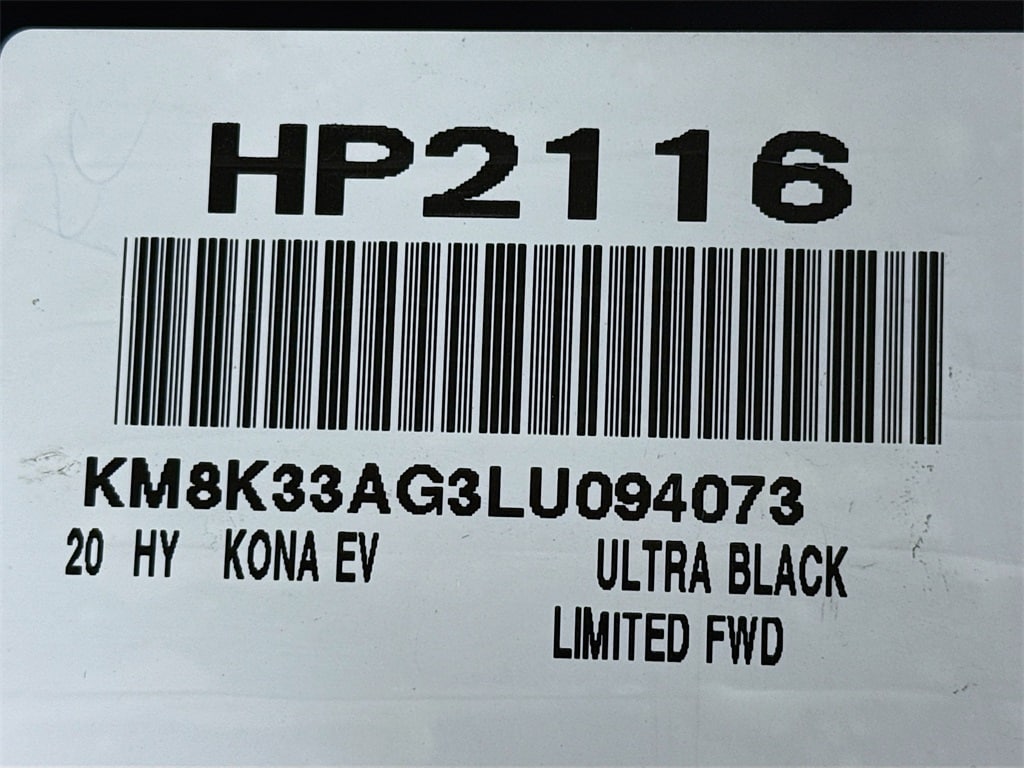 HP2116
KM8K33AG3LU094073
20 HY KONA EV ULTRA BLACK
LIMITED FWD